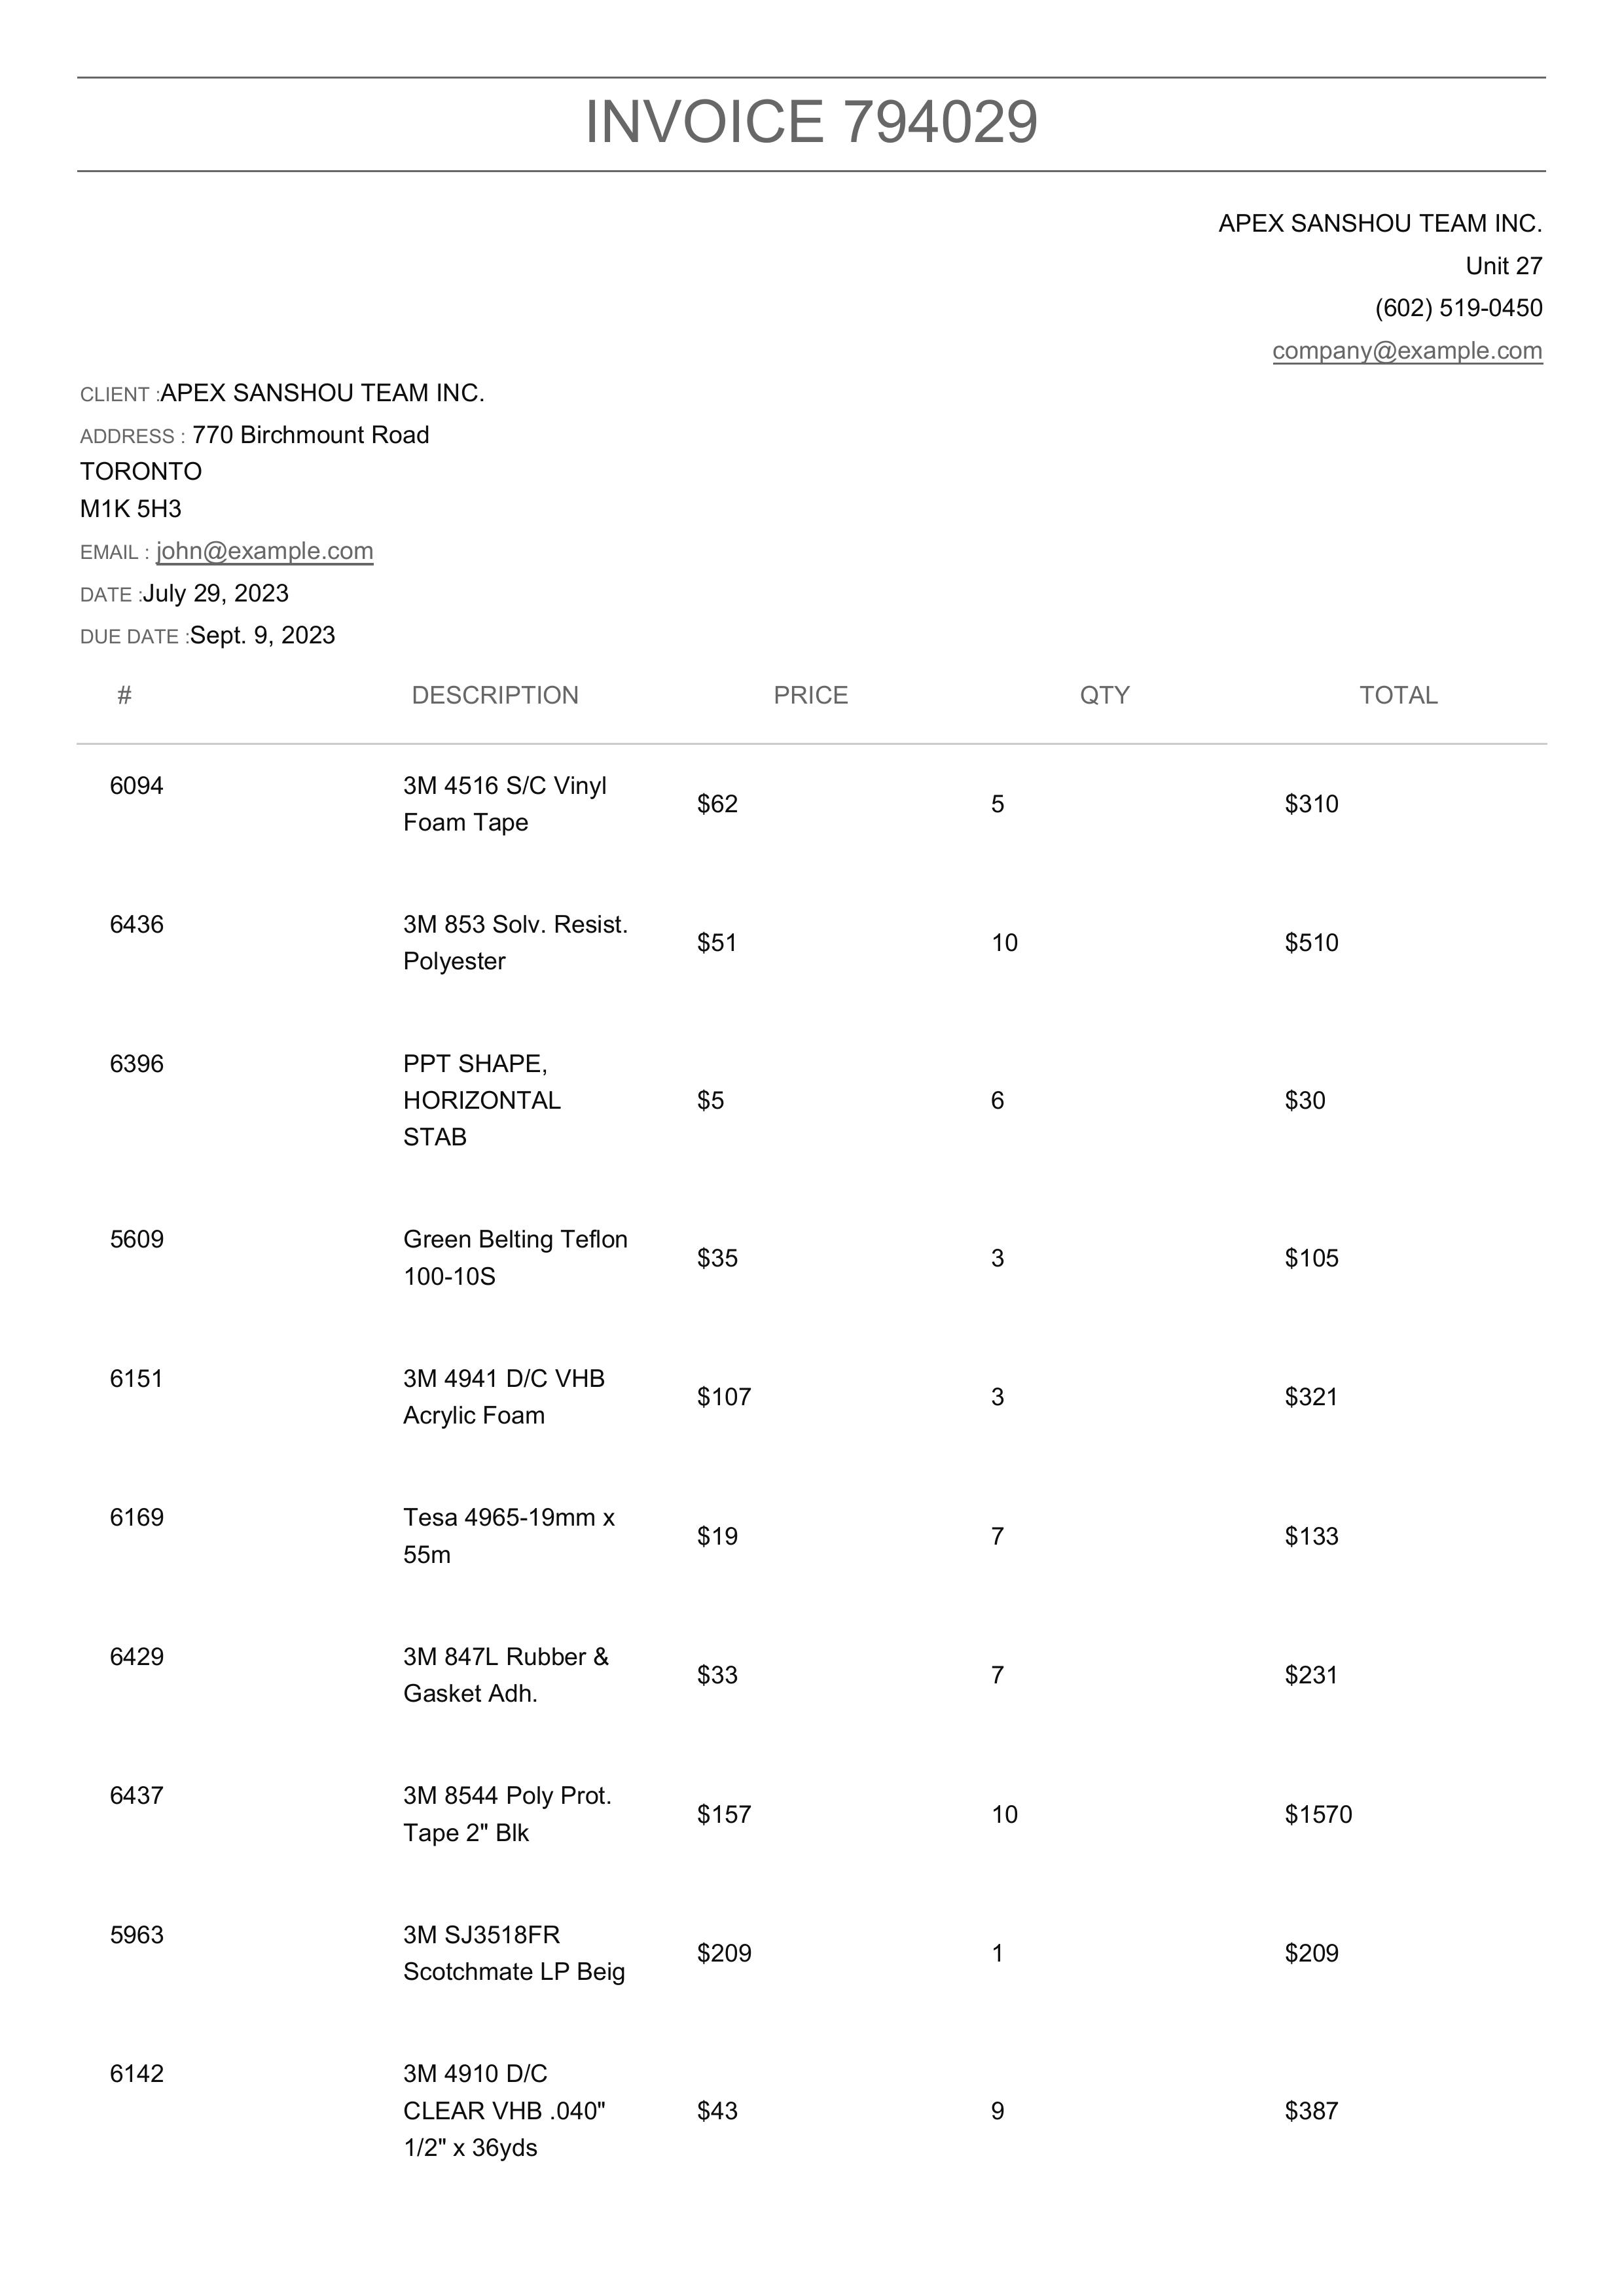 INVOICE 794029
APEX SANSHOU TEAM INC.
Unit 27
(602) 519-0450
company@example.com
CLIENT :APEX SANSHOU TEAM INC.
ADDRESS : 770 Birchmount Road
TORONTO
M1K 5H3
EMAIL : john@example.com
DATE :July 29, 2023
DUE DATE :Sept. 9, 2023
# DESCRIPTION PRICE QTY TOTAL
6094 3M 4516 S/C Vinyl
Foam Tape $62 5 $310
6436 3M 853 Solv. Resist.
Polyester $51 10 $510
6396 PPT SHAPE,
HORIZONTAL $5 6 $30
STAB
5609 Green Belting Teflon
100-10S $35 3 $105
6151 3M 4941 D/C VHB
Acrylic Foam $107 3 $321
6169 Tesa 4965-19mm x
55m $19 7 $133
6429 3M 847L Rubber &
Gasket Adh. $33 7 $231
6437 3M 8544 Poly Prot.
Tape 2" Blk $157 10 $1570
5963 3M SJ3518FR
Scotchmate LP Beig $209 1 $209
6142 3M 4910 D/C
CLEAR VHB .040" $43 9 $387
1/2" x 36yds